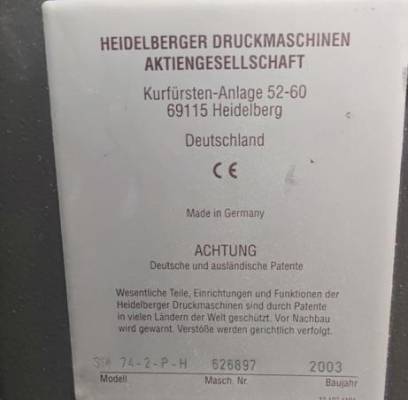 HEIDELBERGER DRUCKMASCHINEN
AKTIENGESELLSCHAFT
Kurfürsten-Anlage 52-60
69115 Heidelberg
Deutschland
CE
Made in Germany
ACHTUNG
Deutsche und ausländische Patente
Wesentliche Teile, Einrichtungen und Funktionen der
Heidelberger Druckmaschinen sind durch Patente
in vielen Ländern der Welt geschützt. Vor Nachbau
wird gewarnt. Verstöße werden gerichtlich verfolgt.
74-2-P-H 626897 2003
Modell Masch. Nr. Baujahr